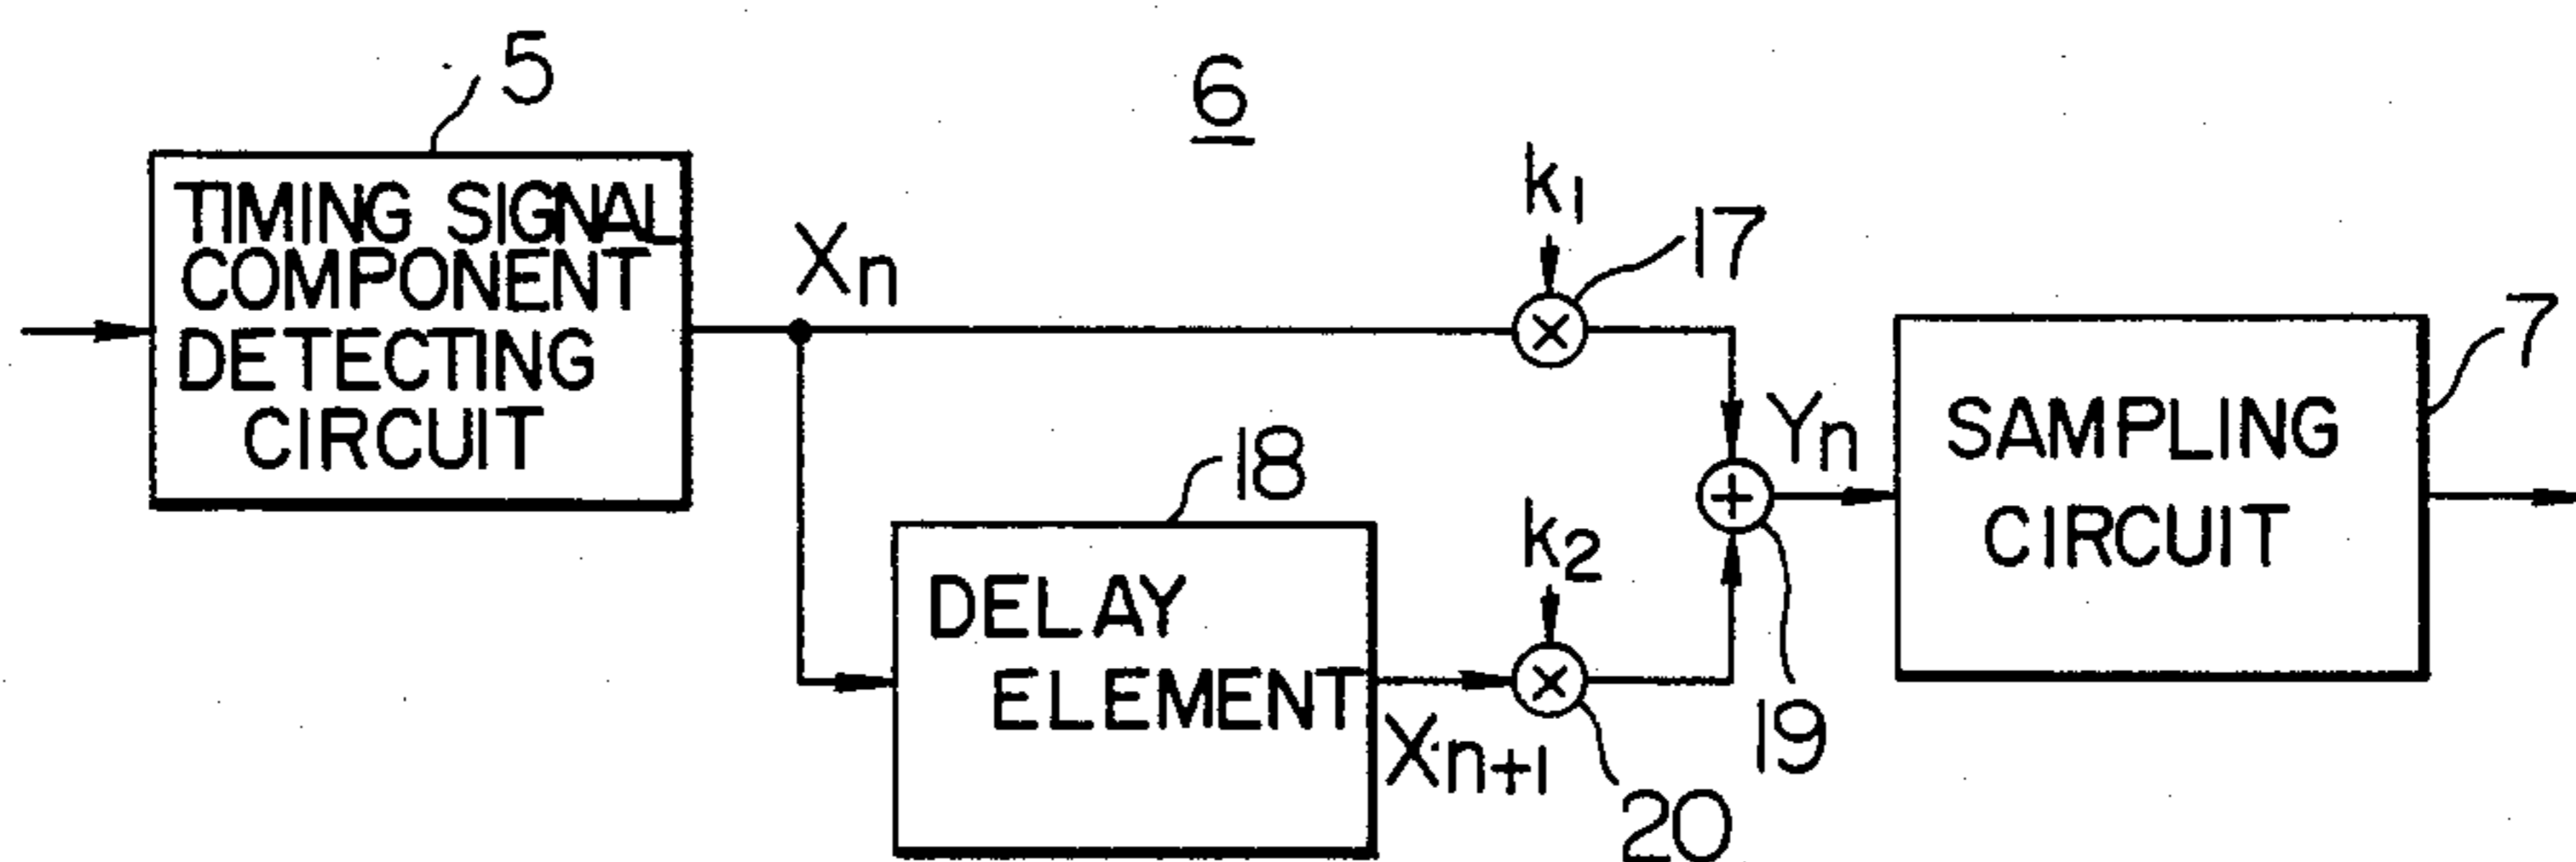 5
6
TIMING SIGNAL
COMPONENT
DETECTING
CIRCUIT
Xn
k1
17
7
18
DELAY
ELEMENT
Xn+1
k2
20
19
Yn
SAMPLING
CIRCUIT